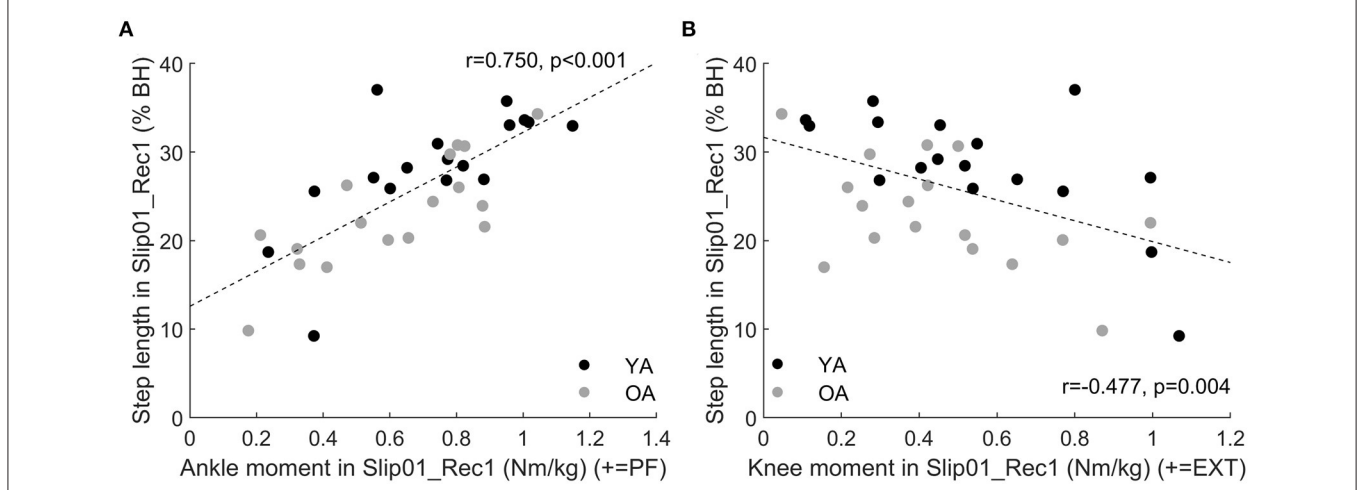 A
Step length in Slip01_Rec1 (% BH)
40
30
20
10
0
r=0.750, p<0.001
YA
OA
0 0.2 0.4 0.6 0.8 1 1.2 1.4
Ankle moment in Slip01_Rec1 (Nm/kg) (+=PF)
B
Step length in Slip01_Rec1 (% BH)
40
30
20
10
0
YA
OA
r=-0.477, p=0.004
0 0.2 0.4 0.6 0.8 1 1.2
Knee moment in Slip01_Rec1 (Nm/kg) (+=EXT)